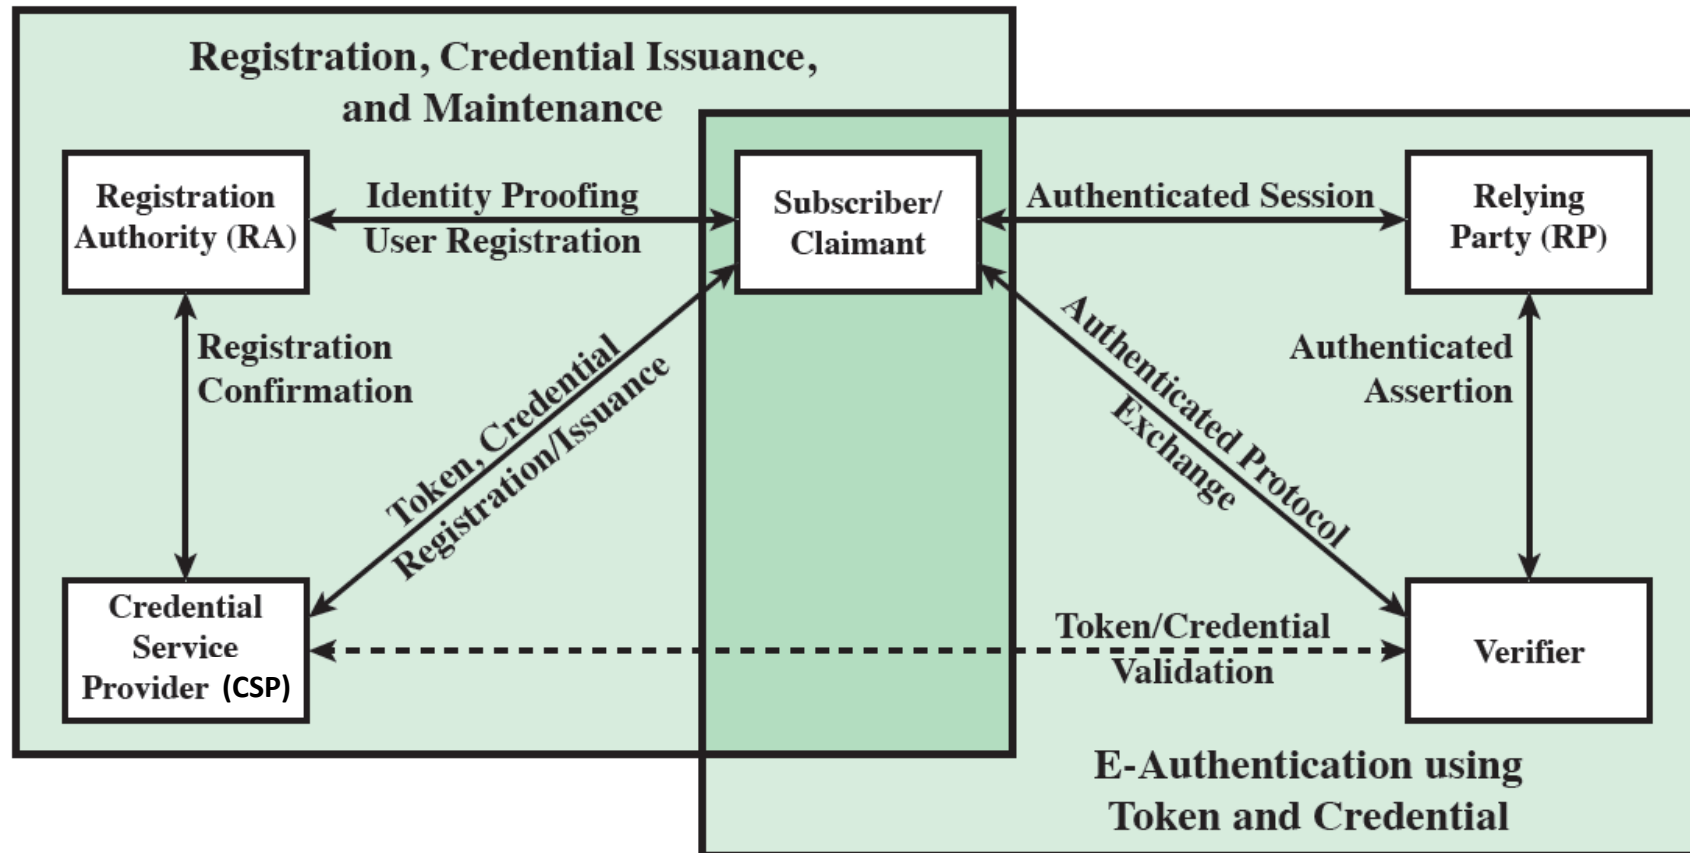 Registration, Credential Issuance,
and Maintenance
Registration
Authority (RA)
Identity Proofing
User Registration
Subscriber/
Claimant
Authenticated Session
Relying
Party (RP)
Registration
Confirmation
Token, Credential
Registration/Issuance
Authenticated Protocol
Exchange
Authenticated
Assertion
Credential
Service
Provider (CSP)
Token/Credential
Validation
Verifier
E-Authentication using
Token and Credential